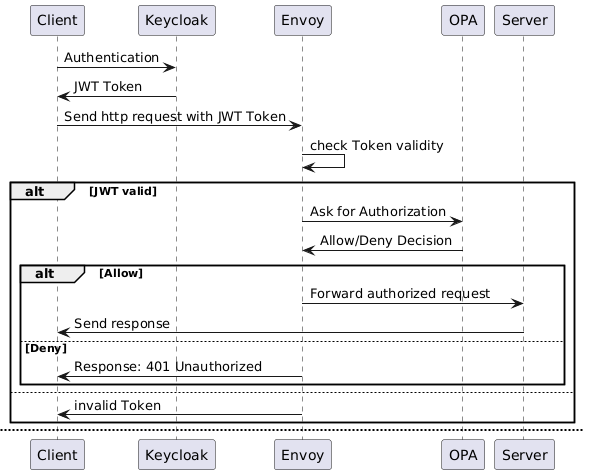 Client Keycloak Envoy OPA Server
Authentication
JWT Token
Send http request with JWT Token
check Token validity
alt [JWT valid]
Ask for Authorization
Allow/Deny Decision
alt [Allow]
Forward authorized request
Send response
[Deny]
Response: 401 Unauthorized
invalid Token
Client Keycloak Envoy OPA Server